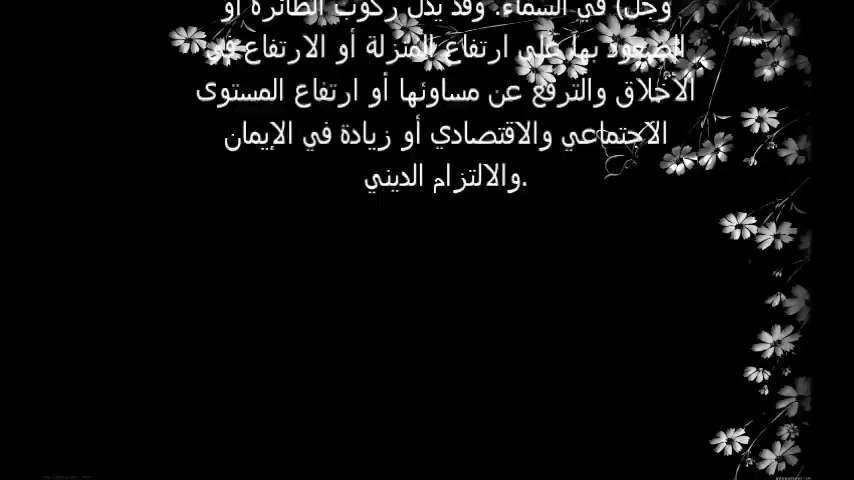 وجل) في السماء. وقد يدل ركوب الطائرة أو
الصعود بها على ارتفاع المنزلة أو الارتفاع في
الأخلاق والترفع عن مساوئها أو ارتفاع المستوى
الاجتماعي والاقتصادي أو زيادة في الإيمان
والالتزام الديني.